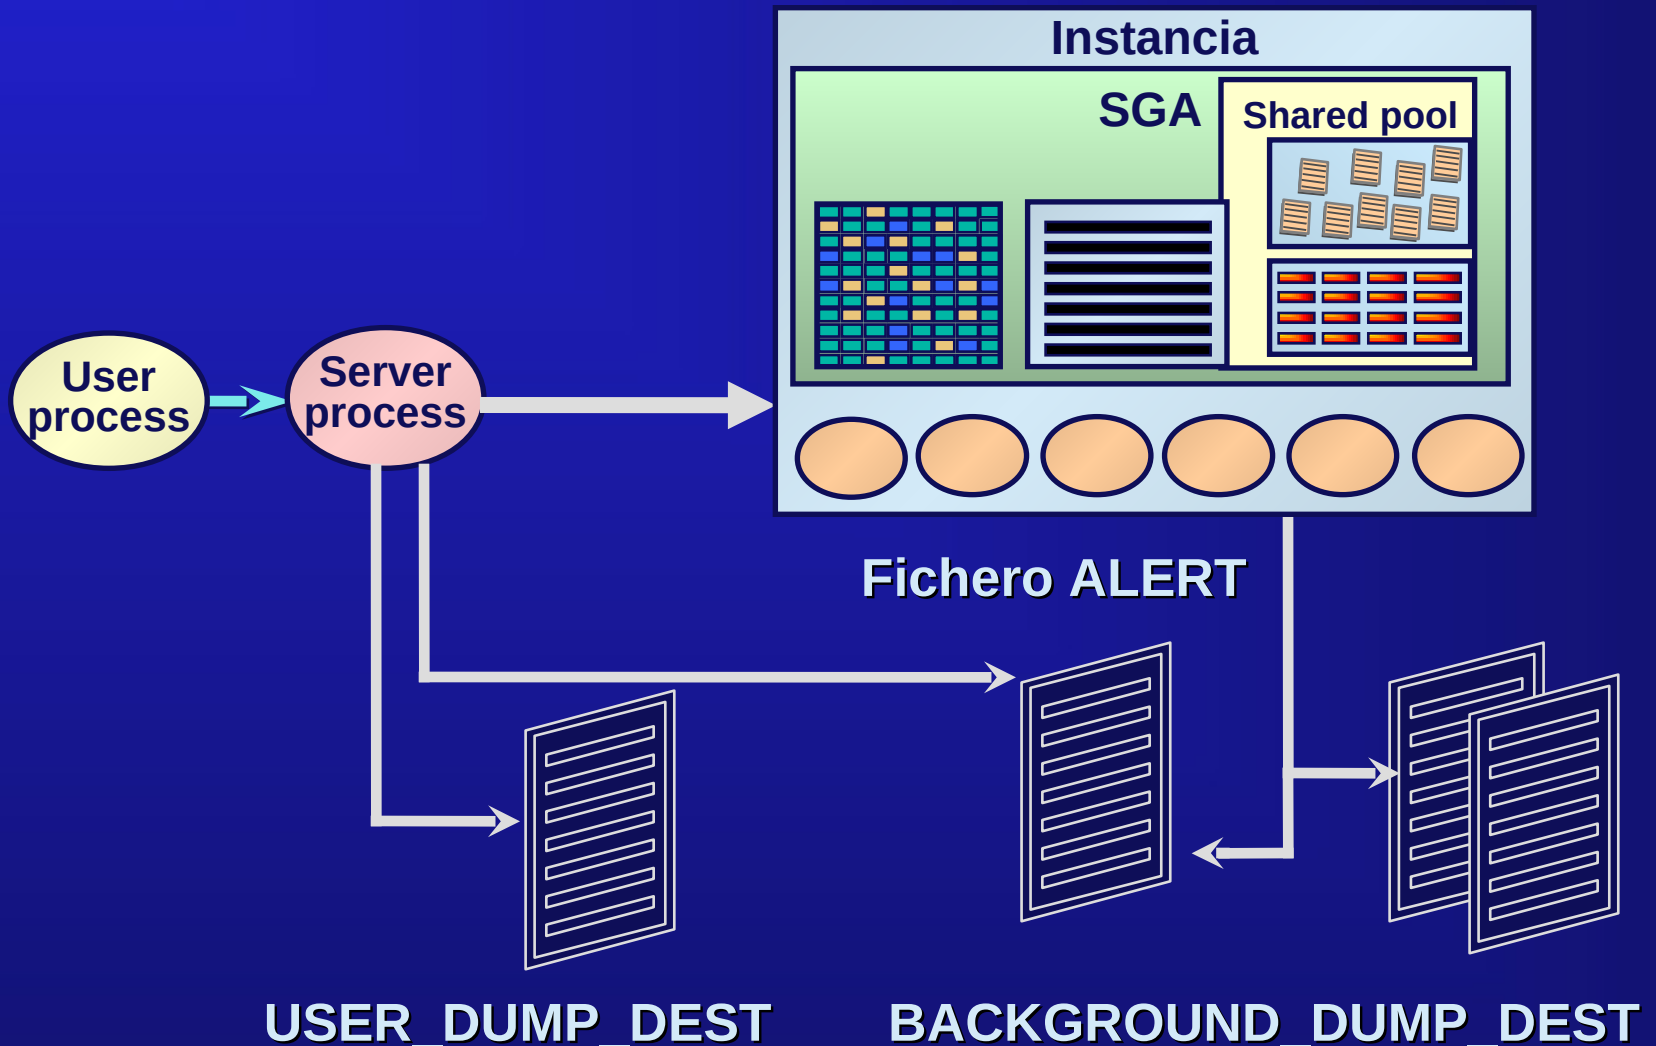 Instancia
SGA
Shared pool
User
process
Server
process
Fichero ALERT
USER_DUMP_DEST
BACKGROUND_DUMP_DEST